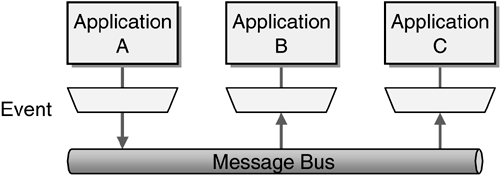 Application
A
Application
B
Application
C
Event
Message Bus